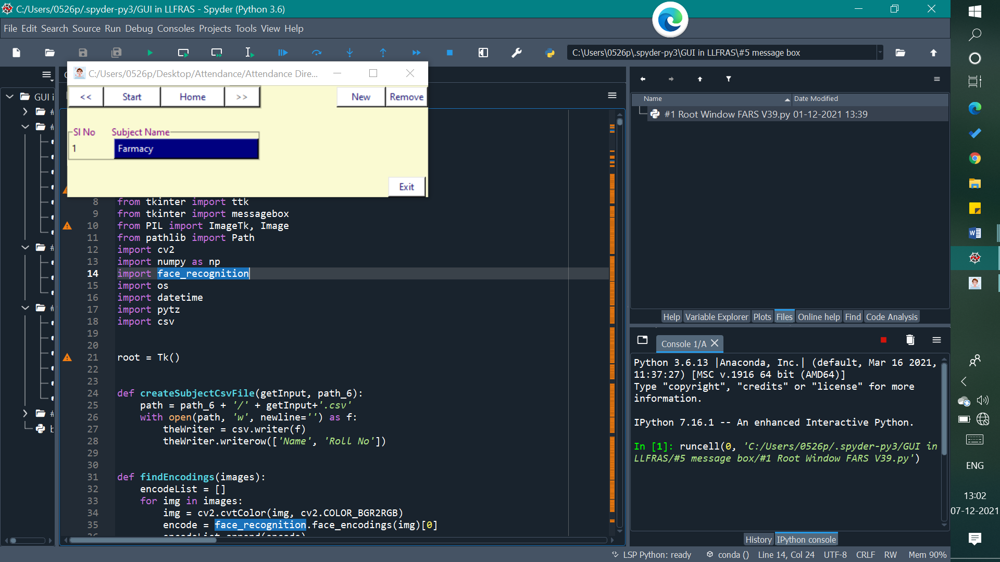 C:/Users/0526p/.spyder-py3/GUI in LLFRAS - Spyder (Python 3.6)
File Edit Search Source Run Debug Consoles Projects Tools View Help
C:\Users\0526p\.spyder-py3\GUI in LLFRAS\#5 message box
C:/Users/0526p/Desktop/Attendance/Attendance Dire...
<< Start Home >> New Remove
Sl No Subject Name
1 Farmacy
Exit
GUI i
#
#
#
#
#
b
8 from tkinter import ttk
9 from tkinter import messagebox
10 from PIL import ImageTk, Image
11 from pathlib import Path
12 import cv2
13 import numpy as np
14 import face_recognition
15 import os
16 import datetime
17 import pytz
18 import csv
19
20
21 root = Tk()
22
23
24 def createSubjectCsvFile(getInput, path_6):
25 path = path_6 + '/' + getInput+'.csv'
26 with open(path, 'w', newline='') as f:
27 theWriter = csv.writer(f)
28 theWriter.writerow(['Name', 'Roll No'])
29
30
31 def findEncodings(images):
32 encodeList = []
33 for img in images:
34 img = cv2.cvtColor(img, cv2.COLOR_BGR2RGB)
35 encode = face_recognition.face_encodings(img)[0]
36 encodeList.append(encode)
Name Date Modified
#1 Root Window FARS V39.py 01-12-2021 13:39
Help Variable Explorer Plots Files Online help Find Code Analysis
Console 1/A
Python 3.6.13 |Anaconda, Inc.| (default, Mar 16 2021,
11:37:27) [MSC v.1916 64 bit (AMD64)]
Type "copyright", "credits" or "license" for more
information.
IPython 7.16.1 -- An enhanced Interactive Python.
In [1]: runcell(0, 'C:/Users/0526p/.spyder-py3/GUI in
LLFRAS/#5 message box/#1 Root Window FARS V39.py')
History IPython console
LSP Python: ready conda () Line 14, Col 24 UTF-8 CRLF RW Mem 90%
ENG
13:02
07-12-2021